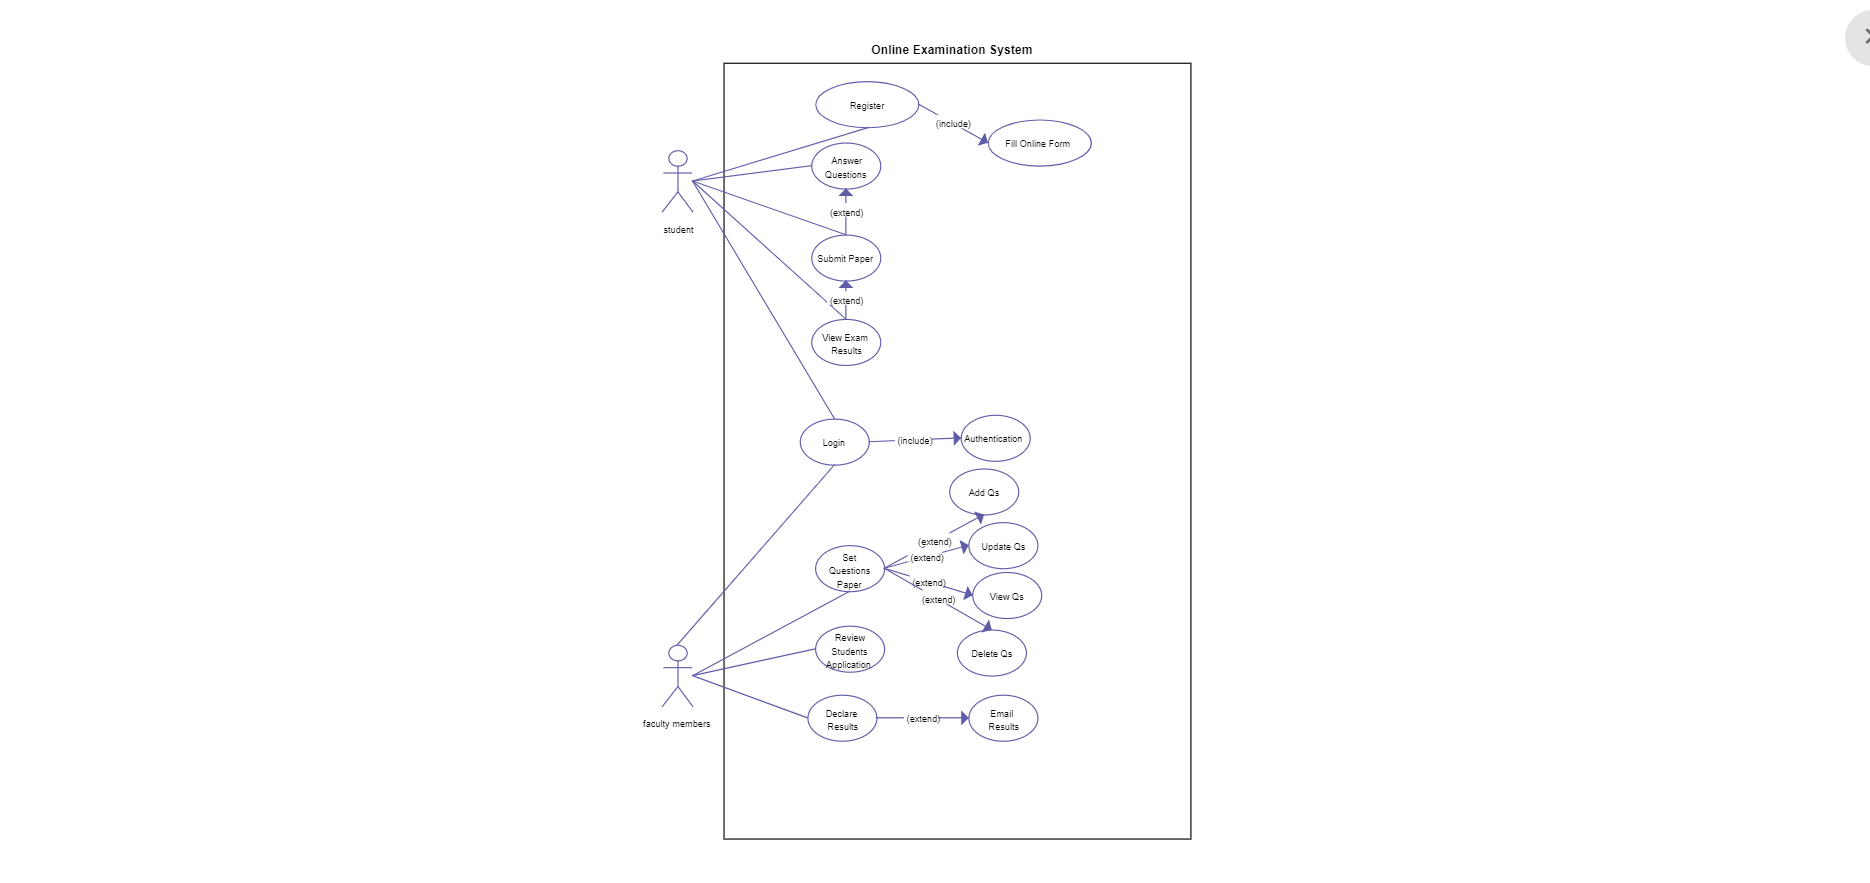 Online Examination System
Register
(include)
Fill Online Form
Answer
Questions
(extend)
student
Submit Paper
(extend)
View Exam
Results
Login
(include)
Authentication
Add Qs
(extend)
Update Qs
(extend)
Set
Questions
Paper
(extend)
View Qs
(extend)
Review
Students
Application
Delete Qs
faculty members
Declare
Results
(extend)
Email
Results